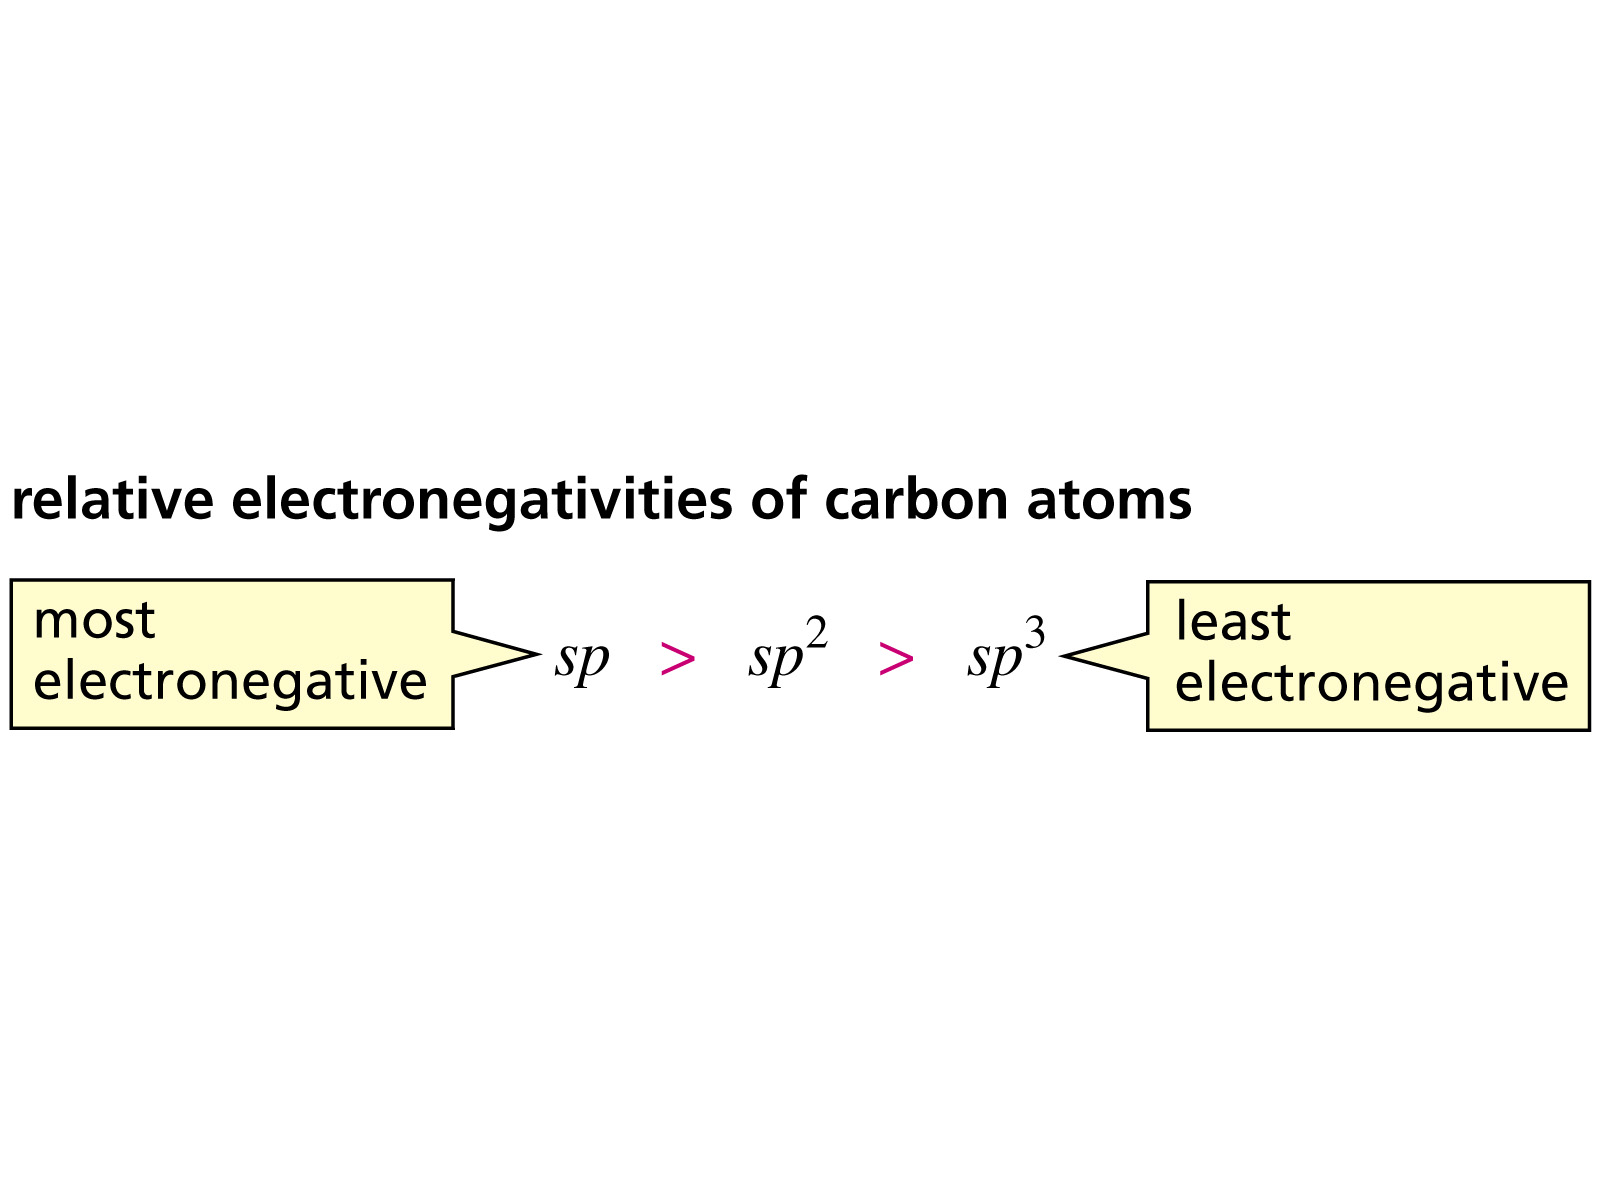 relative electronegativities of carbon atoms
most
electronegative
sp > sp² > sp³
least
electronegative